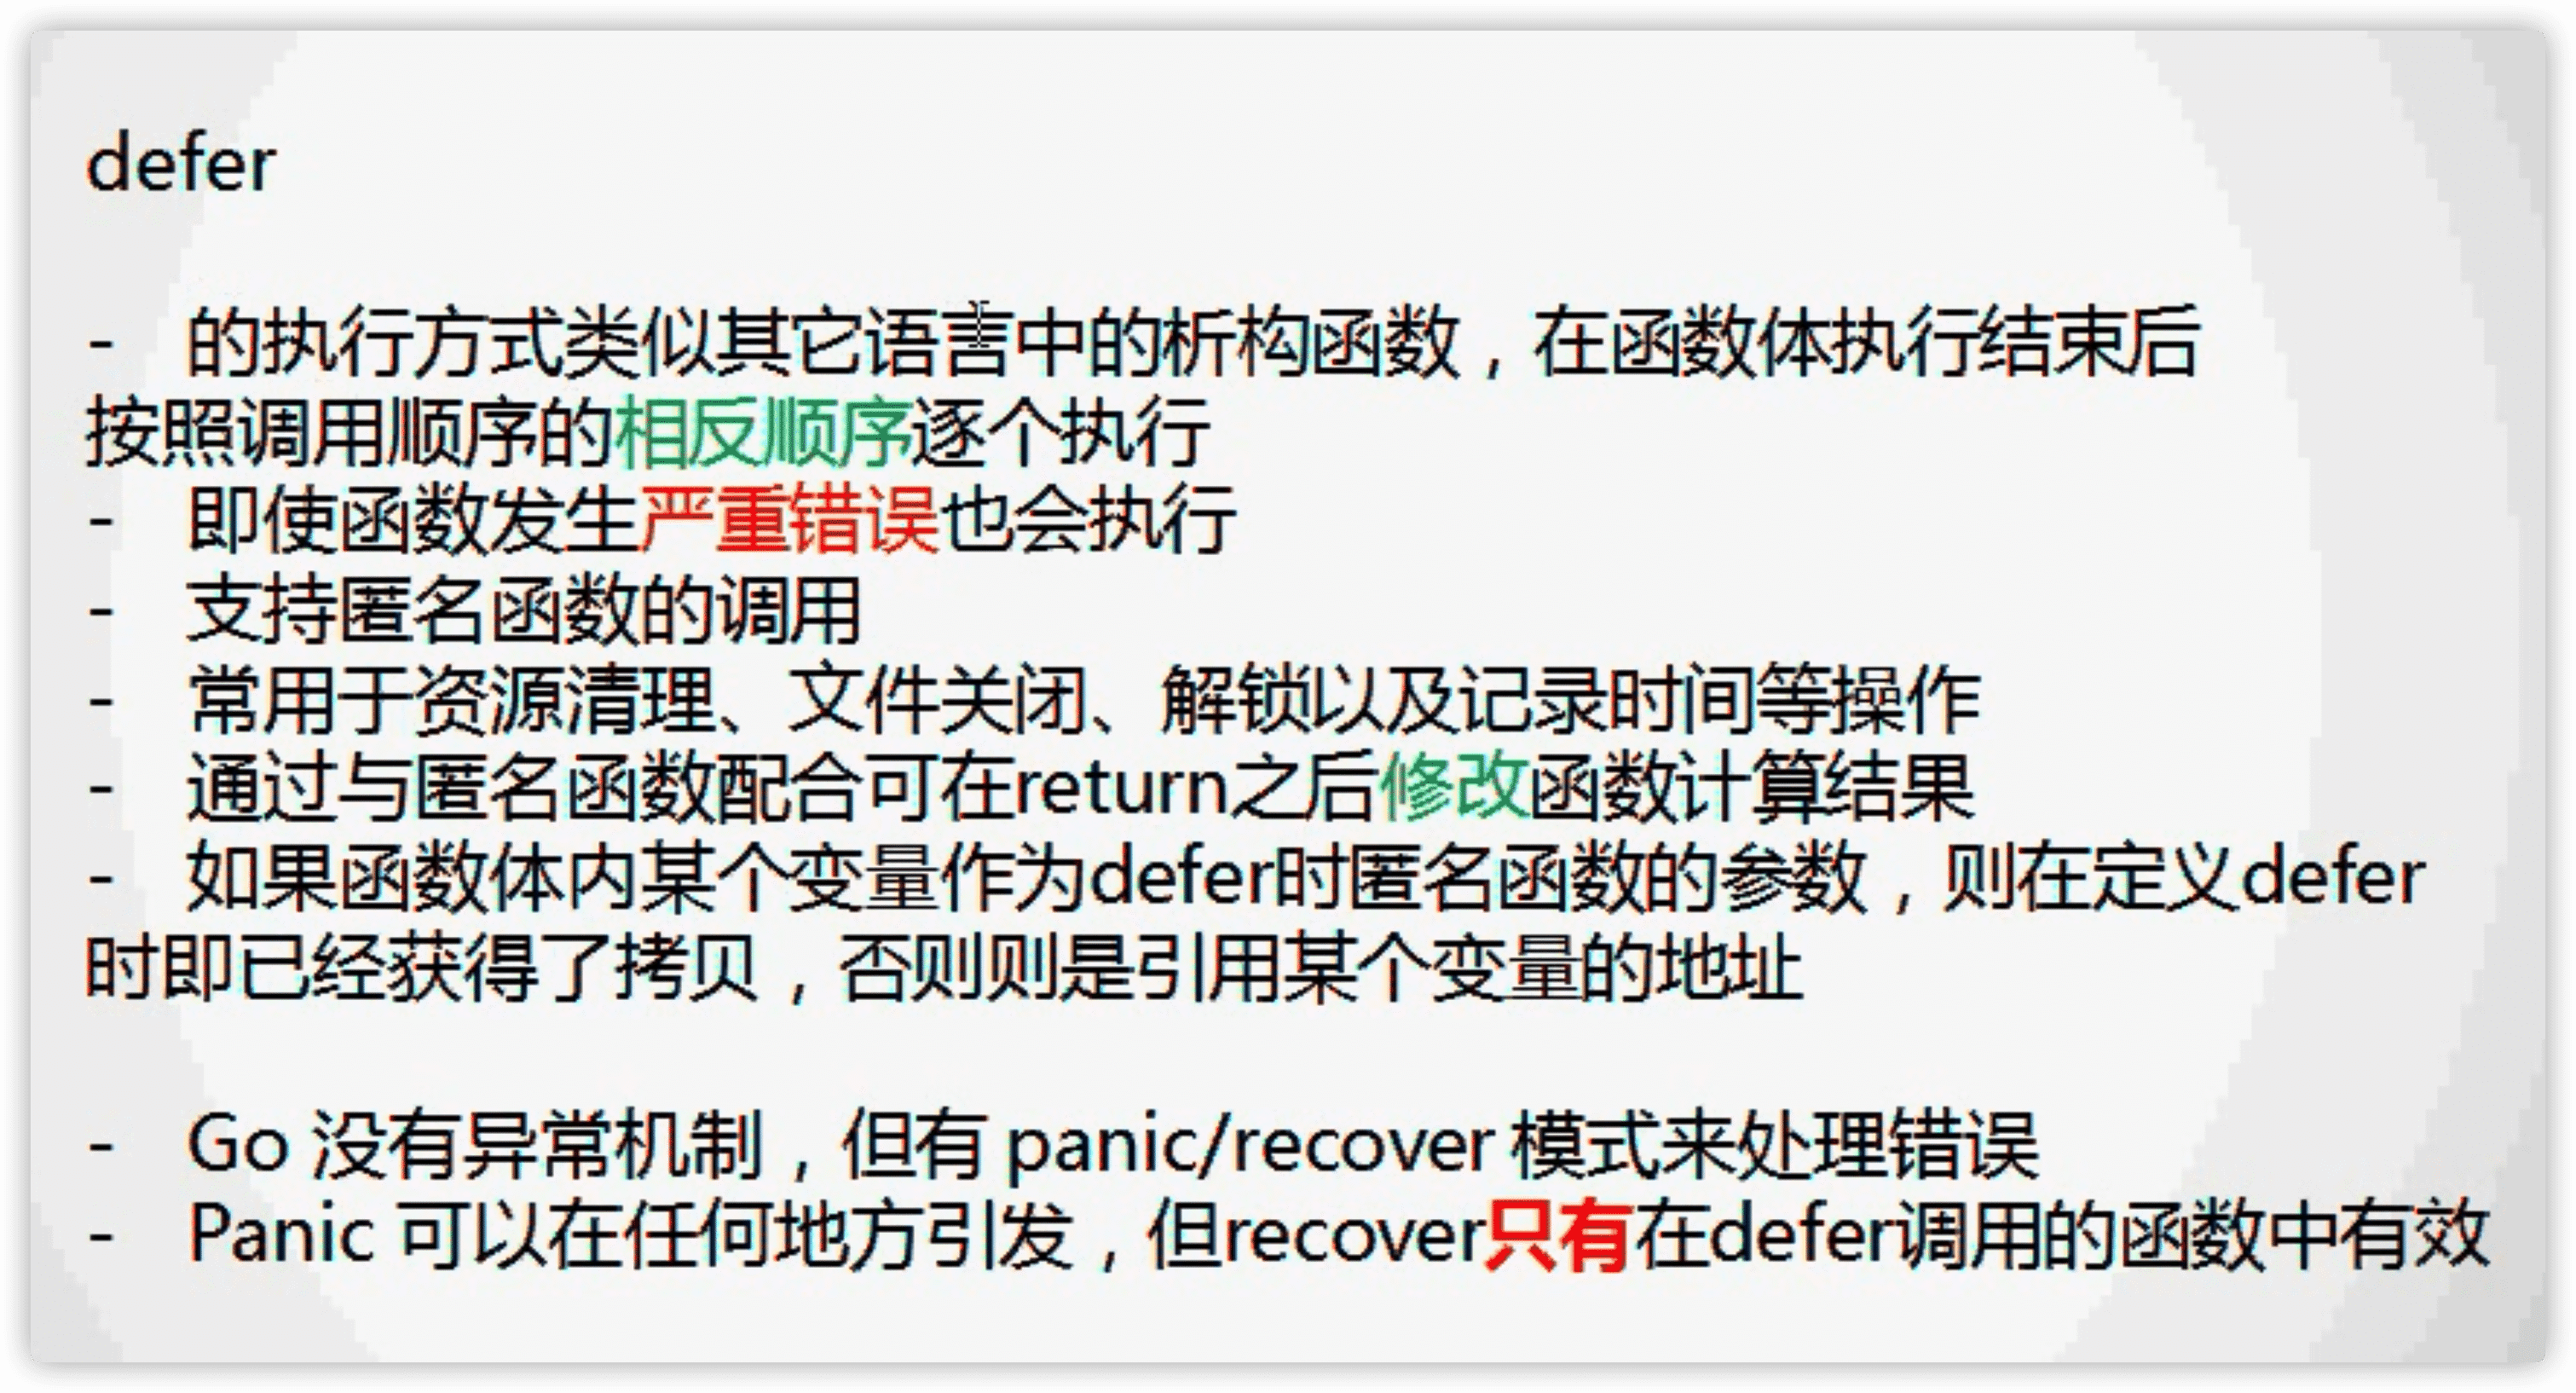 defer
- 的执行方式类似其它语言中的析构函数，在函数体执行结束后
按照调用顺序的相反顺序逐个执行
- 即使函数发生严重错误也会执行
- 支持匿名函数的调用
- 常用于资源清理、文件关闭、解锁以及记录时间等操作
- 通过与匿名函数配合可在return之后修改函数计算结果
- 如果函数体内某个变量作为defer时匿名函数的参数，则在定义defer
时即已经获得了拷贝，否则则是引用某个变量的地址
- Go 没有异常机制，但有 panic/recover 模式来处理错误
- Panic 可以在任何地方引发，但recover只有在defer调用的函数中有效